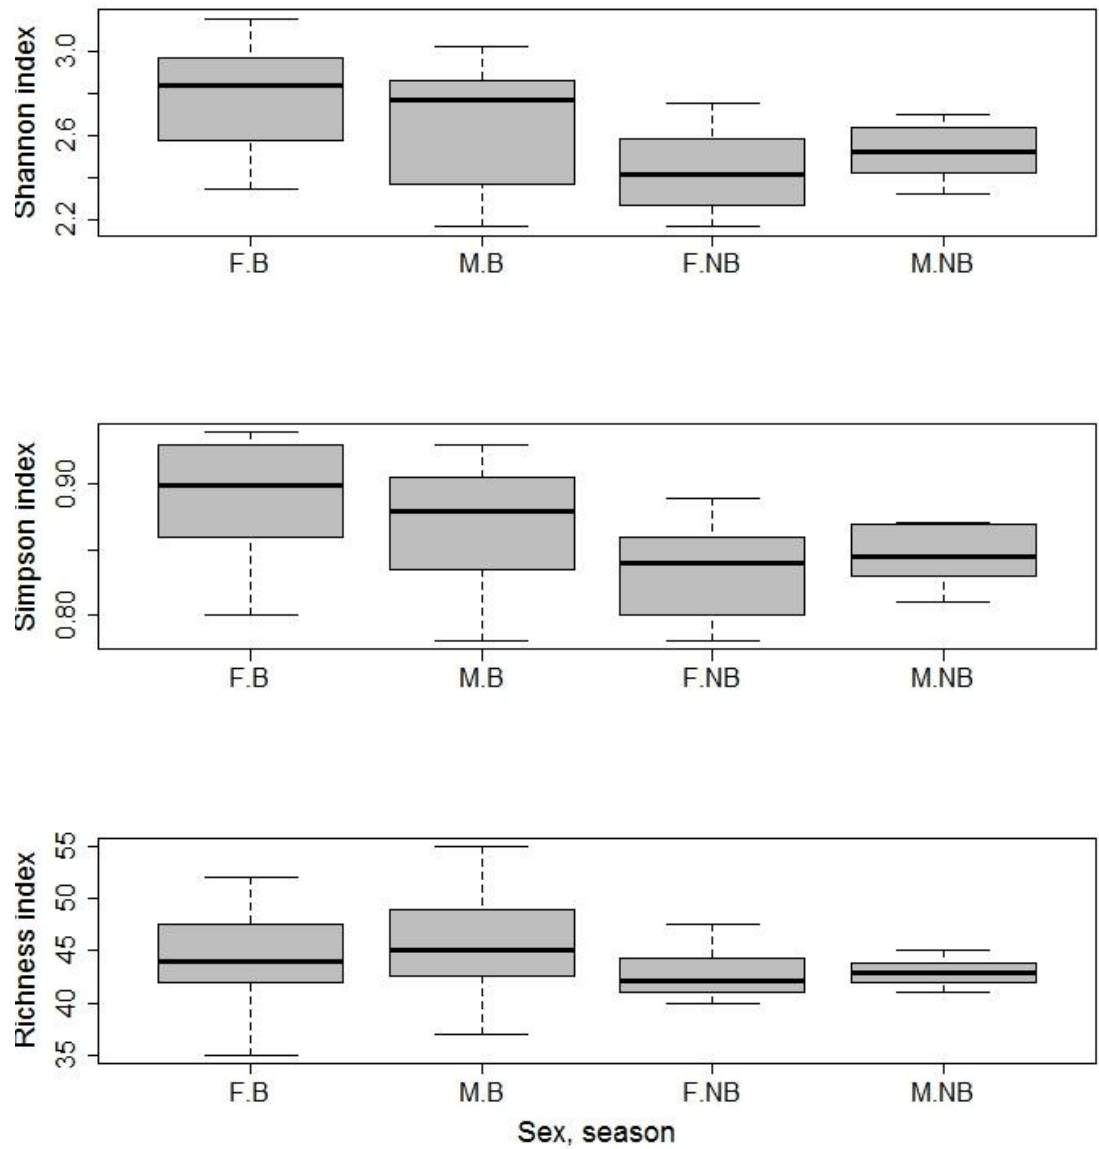 Shannon index
3.0
2.6
2.2
F.B M.B F.NB M.NB
Simpson index
0.90
0.80
F.B M.B F.NB M.NB
Richness index
55
50
45
40
35
F.B M.B F.NB M.NB
Sex, season